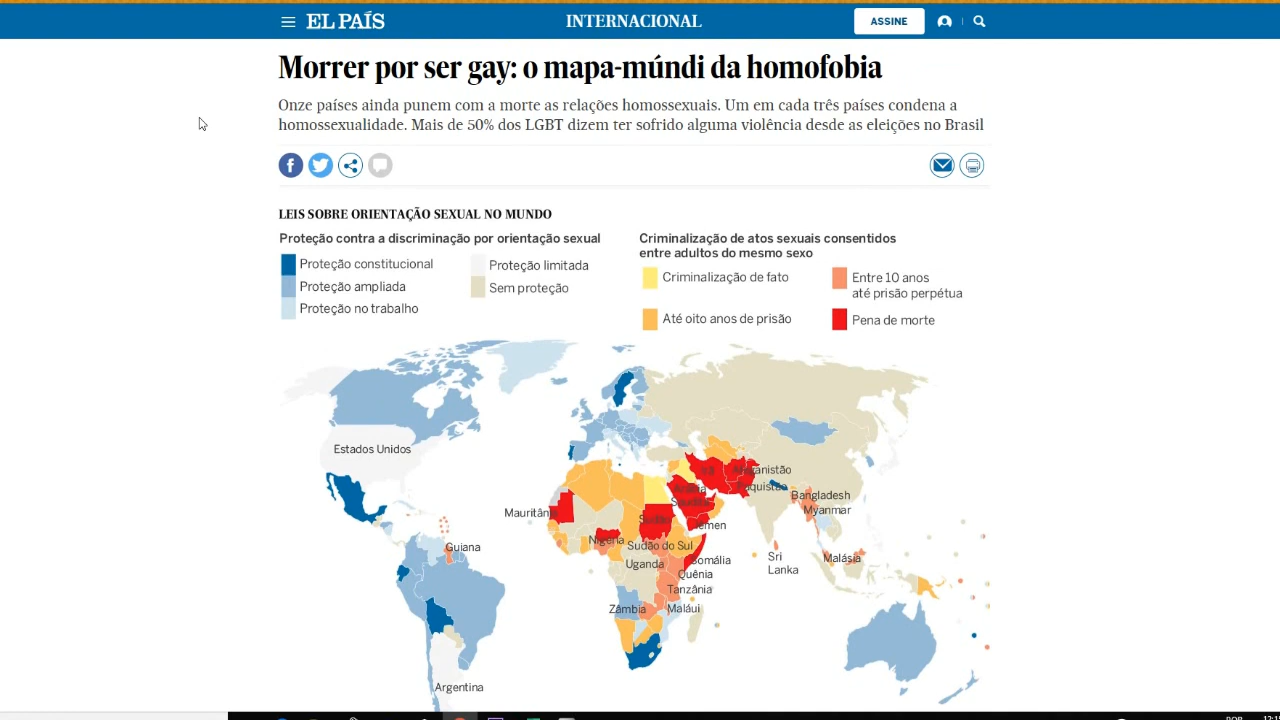 EL PAÍS
INTERNACIONAL
ASSINE
Morrer por ser gay: o mapa-múndi da homofobia
Onze países ainda punem com a morte as relações homossexuais. Um em cada três países condena a
homossexualidade. Mais de 50% dos LGBT dizem ter sofrido alguma violência desde as eleições no Brasil
LEIS SOBRE ORIENTAÇÃO SEXUAL NO MUNDO
Proteção contra a discriminação por orientação sexual
Proteção constitucional
Proteção ampliada
Proteção no trabalho
Proteção limitada
Sem proteção
Criminalização de atos sexuais consentidos
entre adultos do mesmo sexo
Criminalização de fato
Até oito anos de prisão
Entre 10 anos
até prisão perpétua
Pena de morte
Estados Unidos
Guiana
Argentina
Mauritânia
Nigéria
Sudão
Sudão do Sul
Uganda
Zâmbia
Somália
Quênia
Tanzânia
Maláui
Irã
Arábia
Saudita
Iêmen
Afeganistão
Paquistão
Bangladesh
Myanmar
Sri
Lanka
Malásia